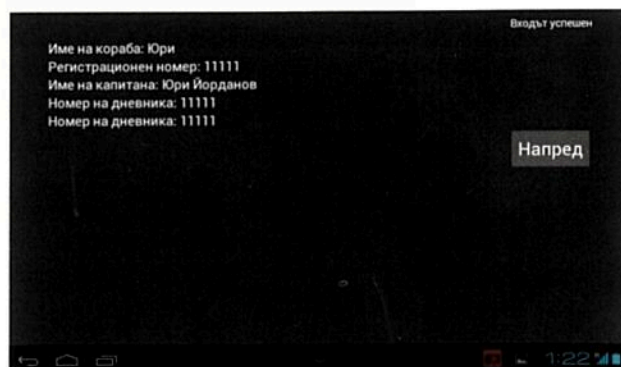 Входът успешен
Име на кораба: Юри
Регистрационен номер: 11111
Име на капитана: Юри Йорданов
Номер на дневника: 11111
Номер на дневника: 11111
Напред
1:22